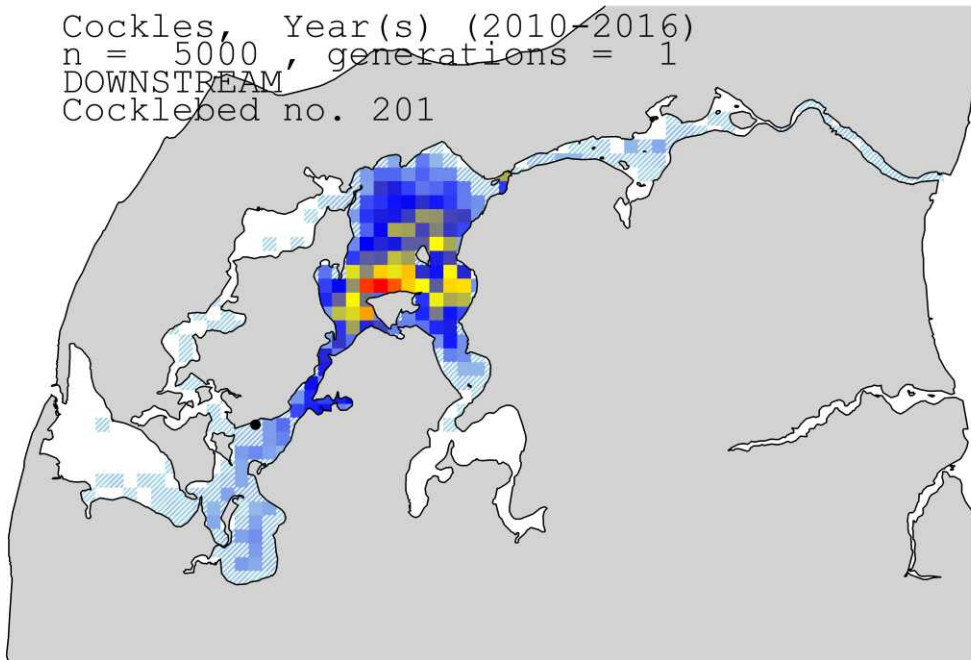 Cockles, Year(s) (2010-2016)
n = 5000 , generations = 1
DOWNSTREAM
Cocklebed no. 201